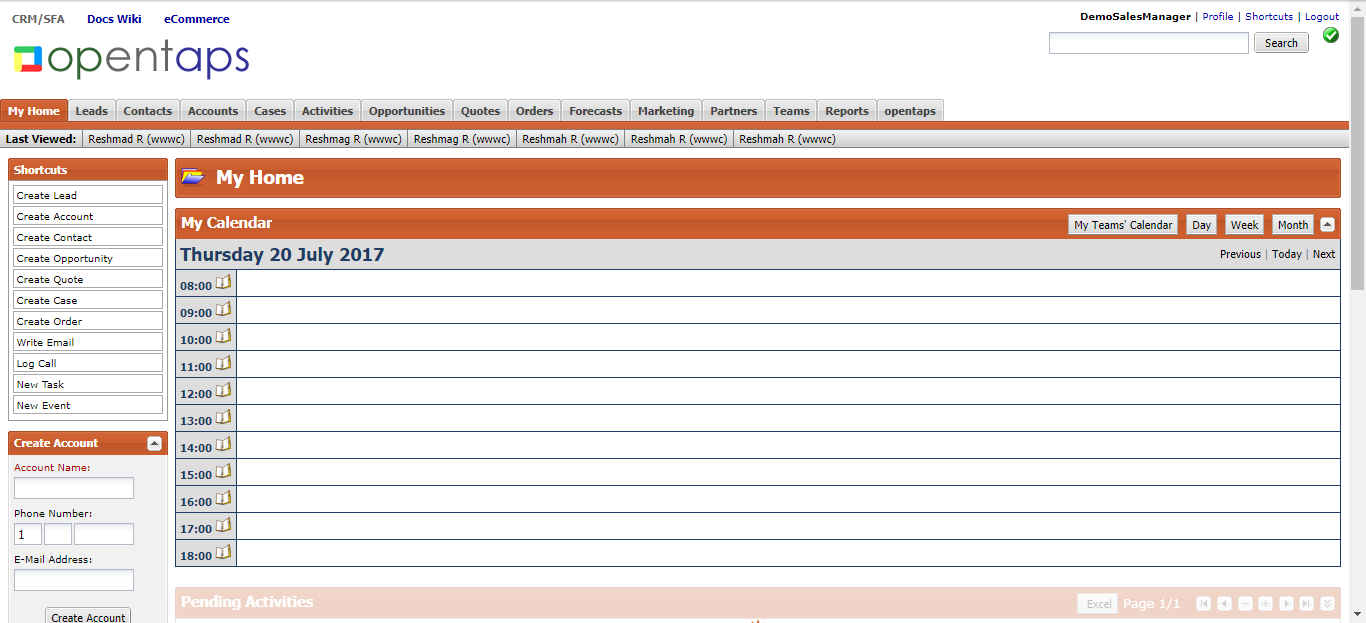 CRM/SFA Docs Wiki eCommerce
DemoSalesManager | Profile | Shortcuts | Logout
opentaps
Search
My Home Leads Contacts Accounts Cases Activities Opportunities Quotes Orders Forecasts Marketing Partners Teams Reports opentaps
Last Viewed: Reshmad R (wwwc) Reshmad R (wwwc) Reshmag R (wwwc) Reshmag R (wwwc) Reshmah R (wwwc) Reshmah R (wwwc) Reshmah R (wwwc)
Shortcuts
Create Lead
Create Account
Create Contact
Create Opportunity
Create Quote
Create Case
Create Order
Write Email
Log Call
New Task
New Event
Create Account
Account Name:
Phone Number:
1
E-Mail Address:
Create Account
My Home
My Calendar My Teams' Calendar Day Week Month
Thursday 20 July 2017 Previous | Today | Next
08:00
09:00
10:00
11:00
12:00
13:00
14:00
15:00
16:00
17:00
18:00
Pending Activities Excel Page 1/1